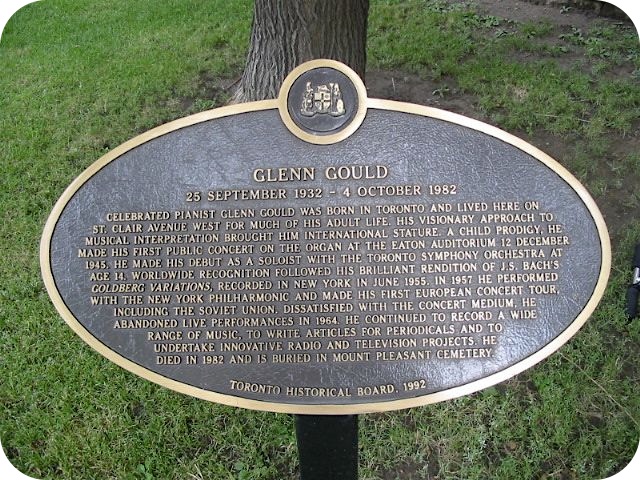 GLENN GOULD
25 SEPTEMBER 1932 - 4 OCTOBER 1982
CELEBRATED PIANIST GLENN GOULD WAS BORN IN TORONTO AND LIVED HERE ON
ST. CLAIR AVENUE WEST FOR MUCH OF HIS ADULT LIFE. HIS VISIONARY APPROACH TO
MUSICAL INTERPRETATION BROUGHT HIM INTERNATIONAL STATURE. A CHILD PRODIGY, HE
MADE HIS FIRST PUBLIC CONCERT ON THE ORGAN AT THE EATON AUDITORIUM 12 DECEMBER
1945. HE MADE HIS DEBUT AS A SOLOIST WITH THE TORONTO SYMPHONY ORCHESTRA AT
AGE 14. WORLDWIDE RECOGNITION FOLLOWED HIS BRILLIANT RENDITION OF J.S. BACH'S
GOLDBERG VARIATIONS, RECORDED IN NEW YORK IN JUNE 1955. IN 1957 HE PERFORMED
WITH THE NEW YORK PHILHARMONIC AND MADE HIS FIRST EUROPEAN CONCERT TOUR,
INCLUDING THE SOVIET UNION. DISSATISFIED WITH THE CONCERT MEDIUM, HE
ABANDONED LIVE PERFORMANCES IN 1964. HE CONTINUED TO RECORD A WIDE
RANGE OF MUSIC, TO WRITE ARTICLES FOR PERIODICALS AND TO
UNDERTAKE INNOVATIVE RADIO AND TELEVISION PROJECTS. HE
DIED IN 1982 AND IS BURIED IN MOUNT PLEASANT CEMETERY.
TORONTO HISTORICAL BOARD, 1992